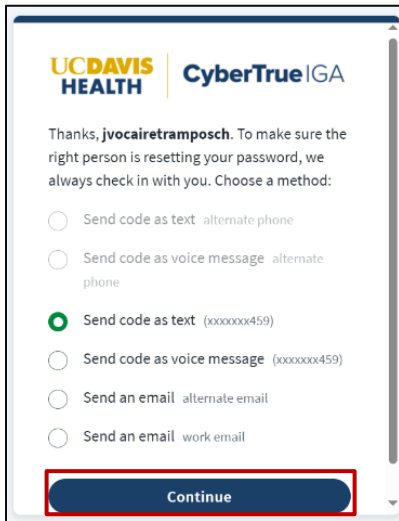 UCDAVIS
HEALTH
CyberTrueIGA
Thanks, jvocairetramposch. To make sure the
right person is resetting your password, we
always check in with you. Choose a method:
Send code as text alternate phone
Send code as voice message alternate
phone
Send code as text (xxxxxxx459)
Send code as voice message (xxxxxxx459)
Send an email alternate email
Send an email work email
Continue